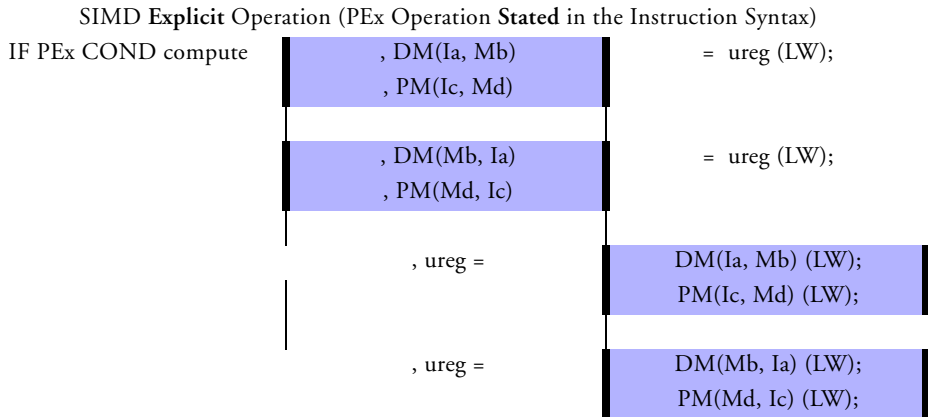 SIMD Explicit Operation (PEx Operation Stated in the Instruction Syntax)
IF PEx COND compute , DM(Ia, Mb) = ureg (LW);
, PM(Ic, Md)
, DM(Mb, Ia) = ureg (LW);
, PM(Md, Ic)
, ureg = DM(Ia, Mb) (LW);
PM(Ic, Md) (LW);
, ureg = DM(Mb, Ia) (LW);
PM(Md, Ic) (LW);